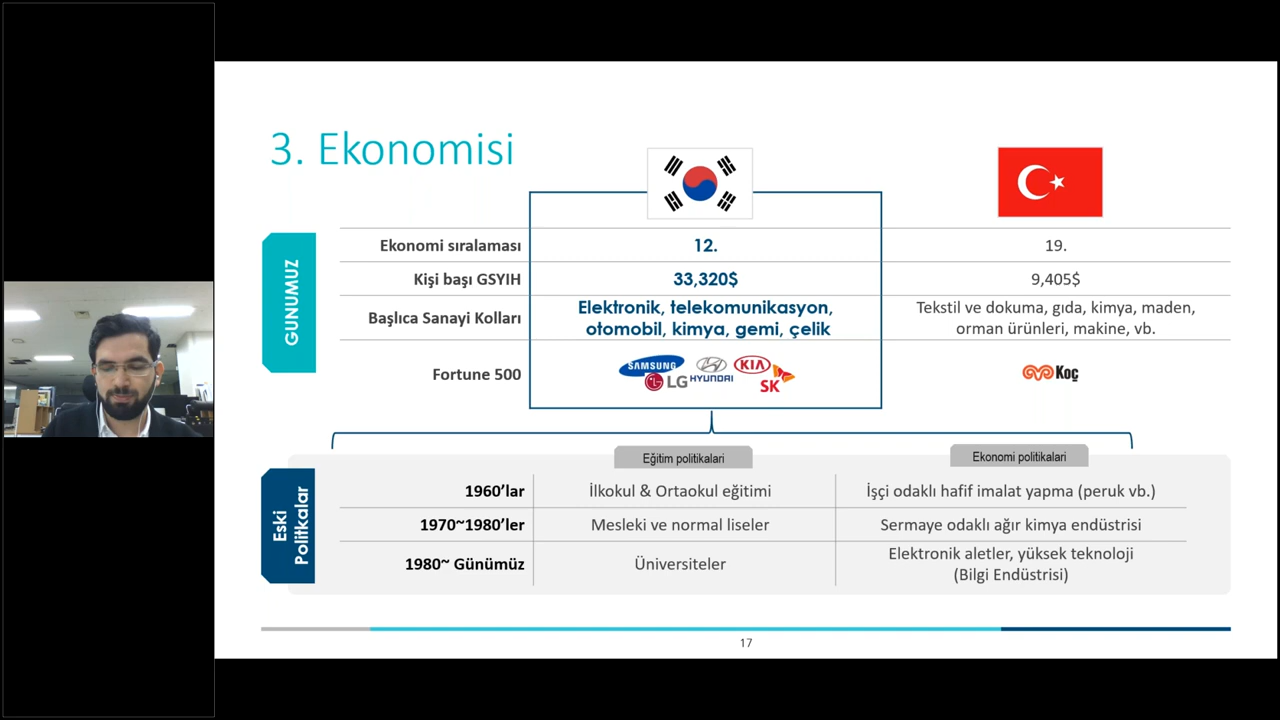 3. Ekonomisi
GUNUMUZ
Ekonomi sıralaması
12.
19.
Kişi başı GSYIH
33,320$
9,405$
Başlıca Sanayi Kolları
Elektronik, telekomunikasyon,
otomobil, kimya, gemi, çelik
Tekstil ve dokuma, gıda, kimya, maden,
orman ürünleri, makine, vb.
Fortune 500
SAMSUNG
HYUNDAI
KIA
LG
SK
Koç
Eğitim politikalari
Ekonomi politikalari
Eski
Politkalar
1960’lar
İlkokul & Ortaokul eğitimi
İşçi odaklı hafif imalat yapma (peruk vb.)
1970~1980’ler
Mesleki ve normal liseler
Sermaye odaklı ağır kimya endüstrisi
1980~ Günümüz
Üniversiteler
Elektronik aletler, yüksek teknoloji
(Bilgi Endüstrisi)
17